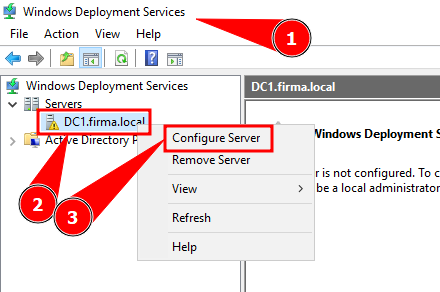 Windows Deployment Services
File Action View Help
1
Windows Deployment Services
Servers
DC1.firma.local
Active Directory P
DC1.firma.local
Configure Server
Remove Server
View
Refresh
Help
Windows Deployment S
er is not configured. To c
be a local administrator
2
3